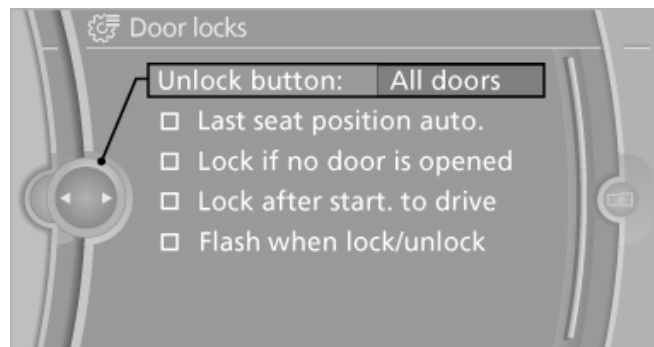 Door locks
Unlock button: All doors
Last seat position auto.
Lock if no door is opened
Lock after start. to drive
Flash when lock/unlock